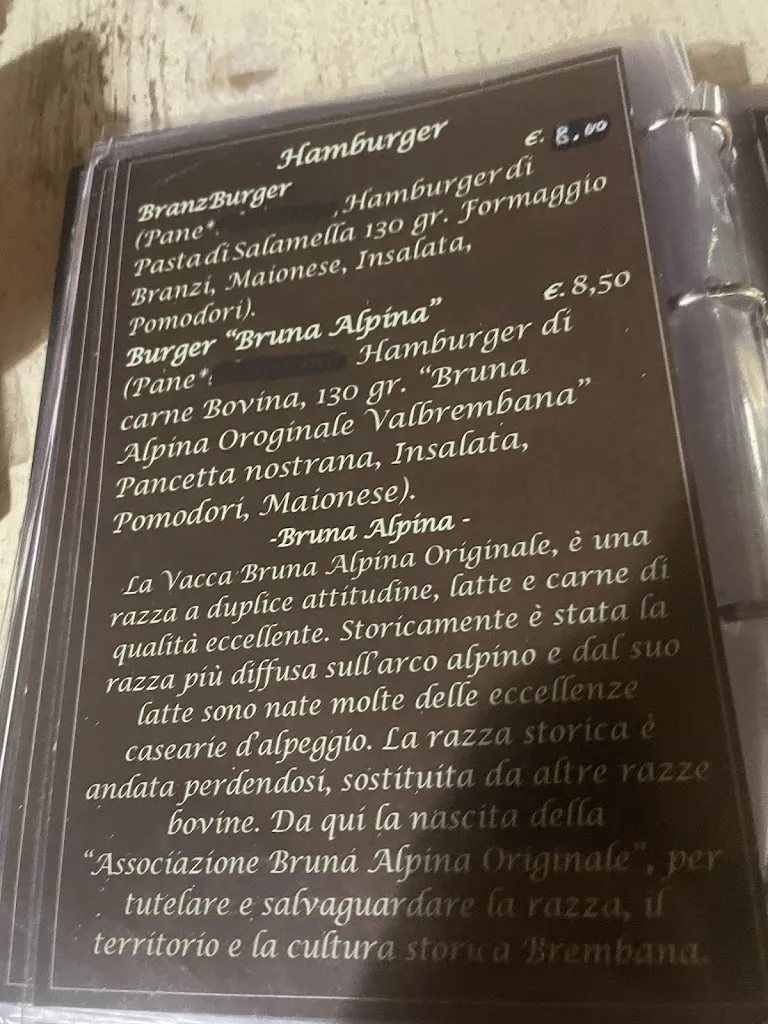 Hamburger
BranzBurger €. 8,00
(Pane* , Hamburger di
Pasta di Salamella 130 gr. Formaggio
Branzi, Maionese, Insalata,
Pomodori).
Burger “Bruna Alpina” €. 8,50
(Pane* Hamburger di
carne Bovina, 130 gr. “Bruna
Alpina Oroginale Valbrembana”
Pancetta nostrana, Insalata,
Pomodori, Maionese).
-Bruna Alpina -
La Vacca Bruna Alpina Originale, è una
razza a duplice attitudine, latte e carne di
qualità eccellente. Storicamente è stata la
razza più diffusa sull'arco alpino e dal suo
latte sono nate molte delle eccellenze
casearie d'alpeggio. La razza storica è
andata perdendosi, sostituita da altre razze
bovine. Da qui la nascita della
“Associazione Bruna Alpina Originale”, per
tutelare e salvaguardare la razza, il
territorio e la cultura storica Brembana.